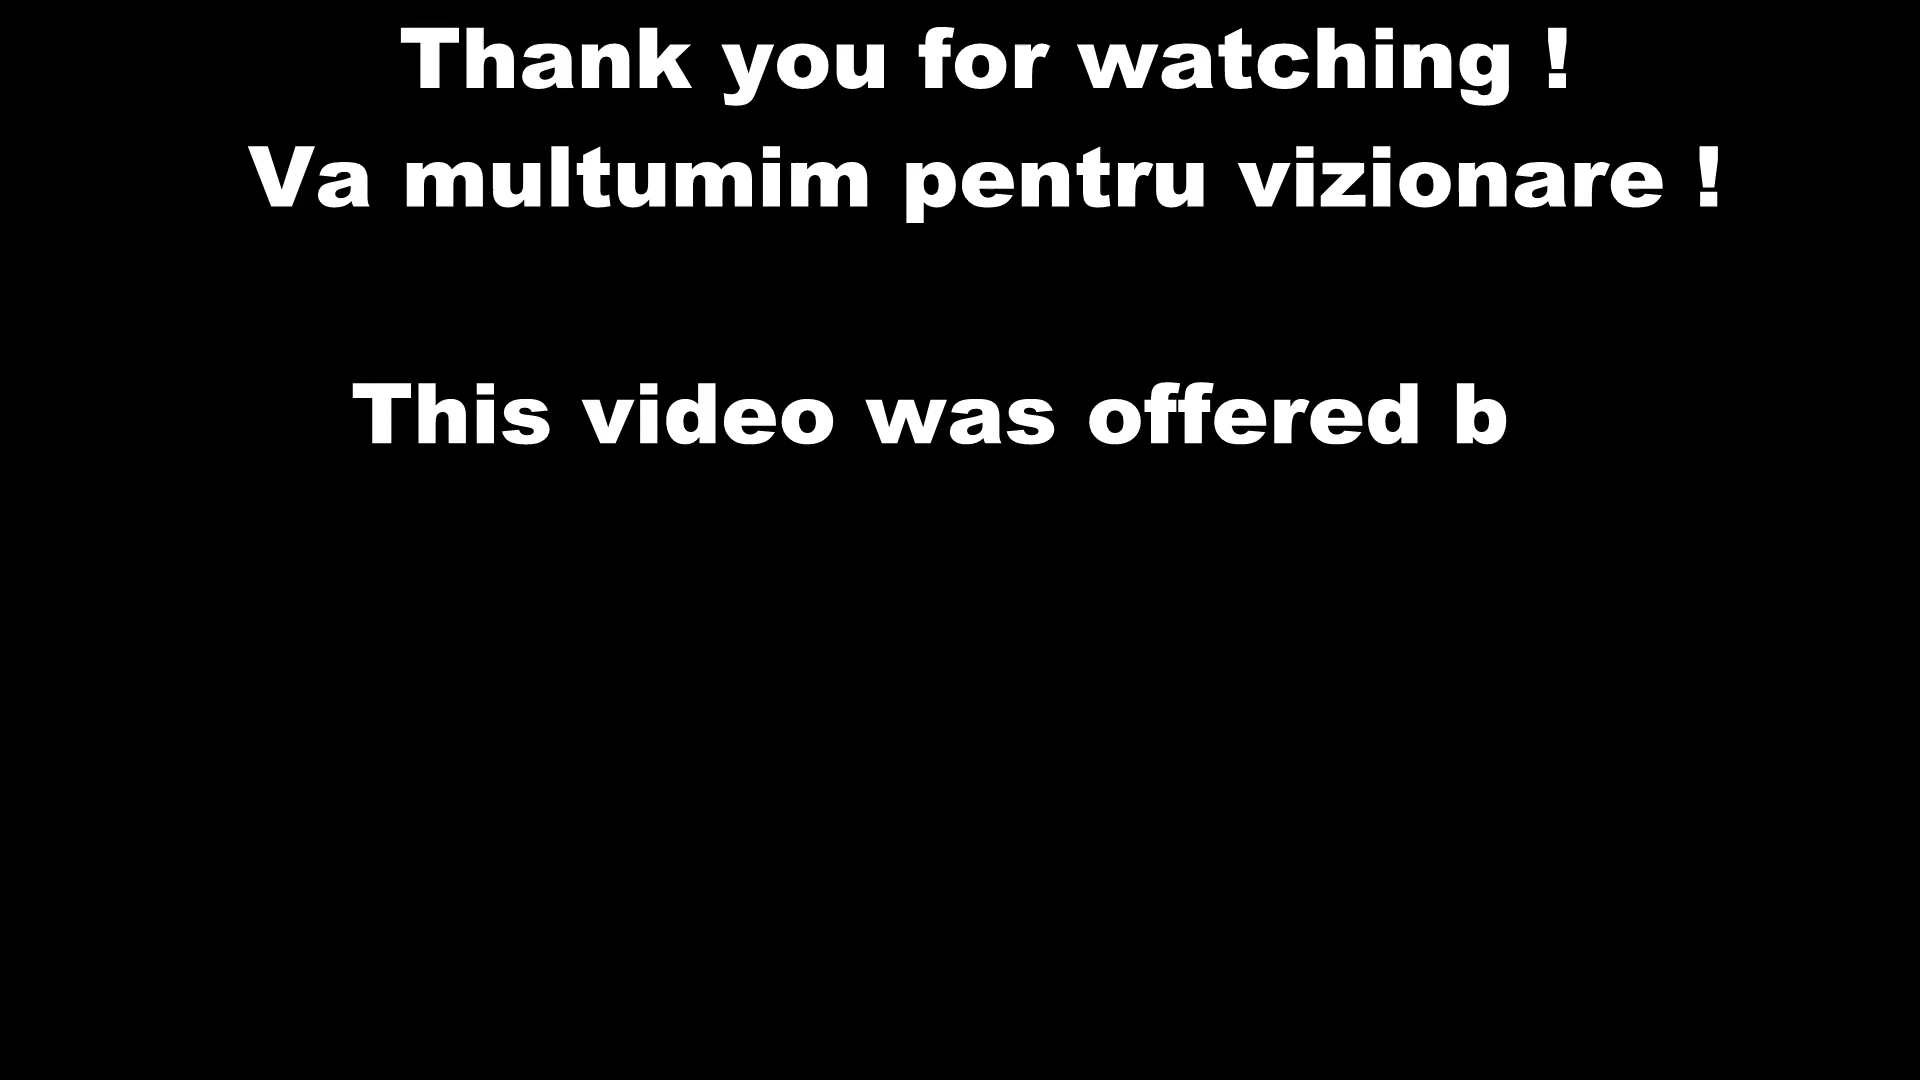 Thank you for watching !
Va multumim pentru vizionare !
This video was offered b